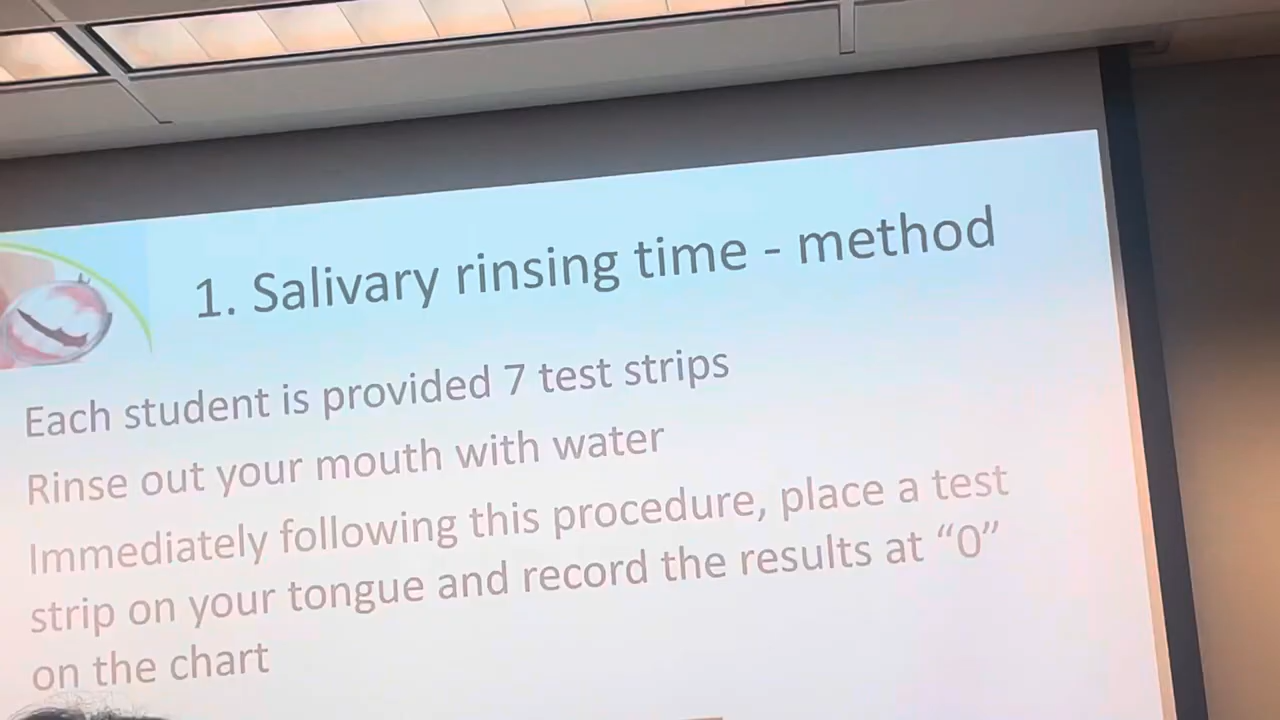 1. Salivary rinsing time - method
Each student is provided 7 test strips
Rinse out your mouth with water
Immediately following this procedure, place a test
strip on your tongue and record the results at “0”
on the chart